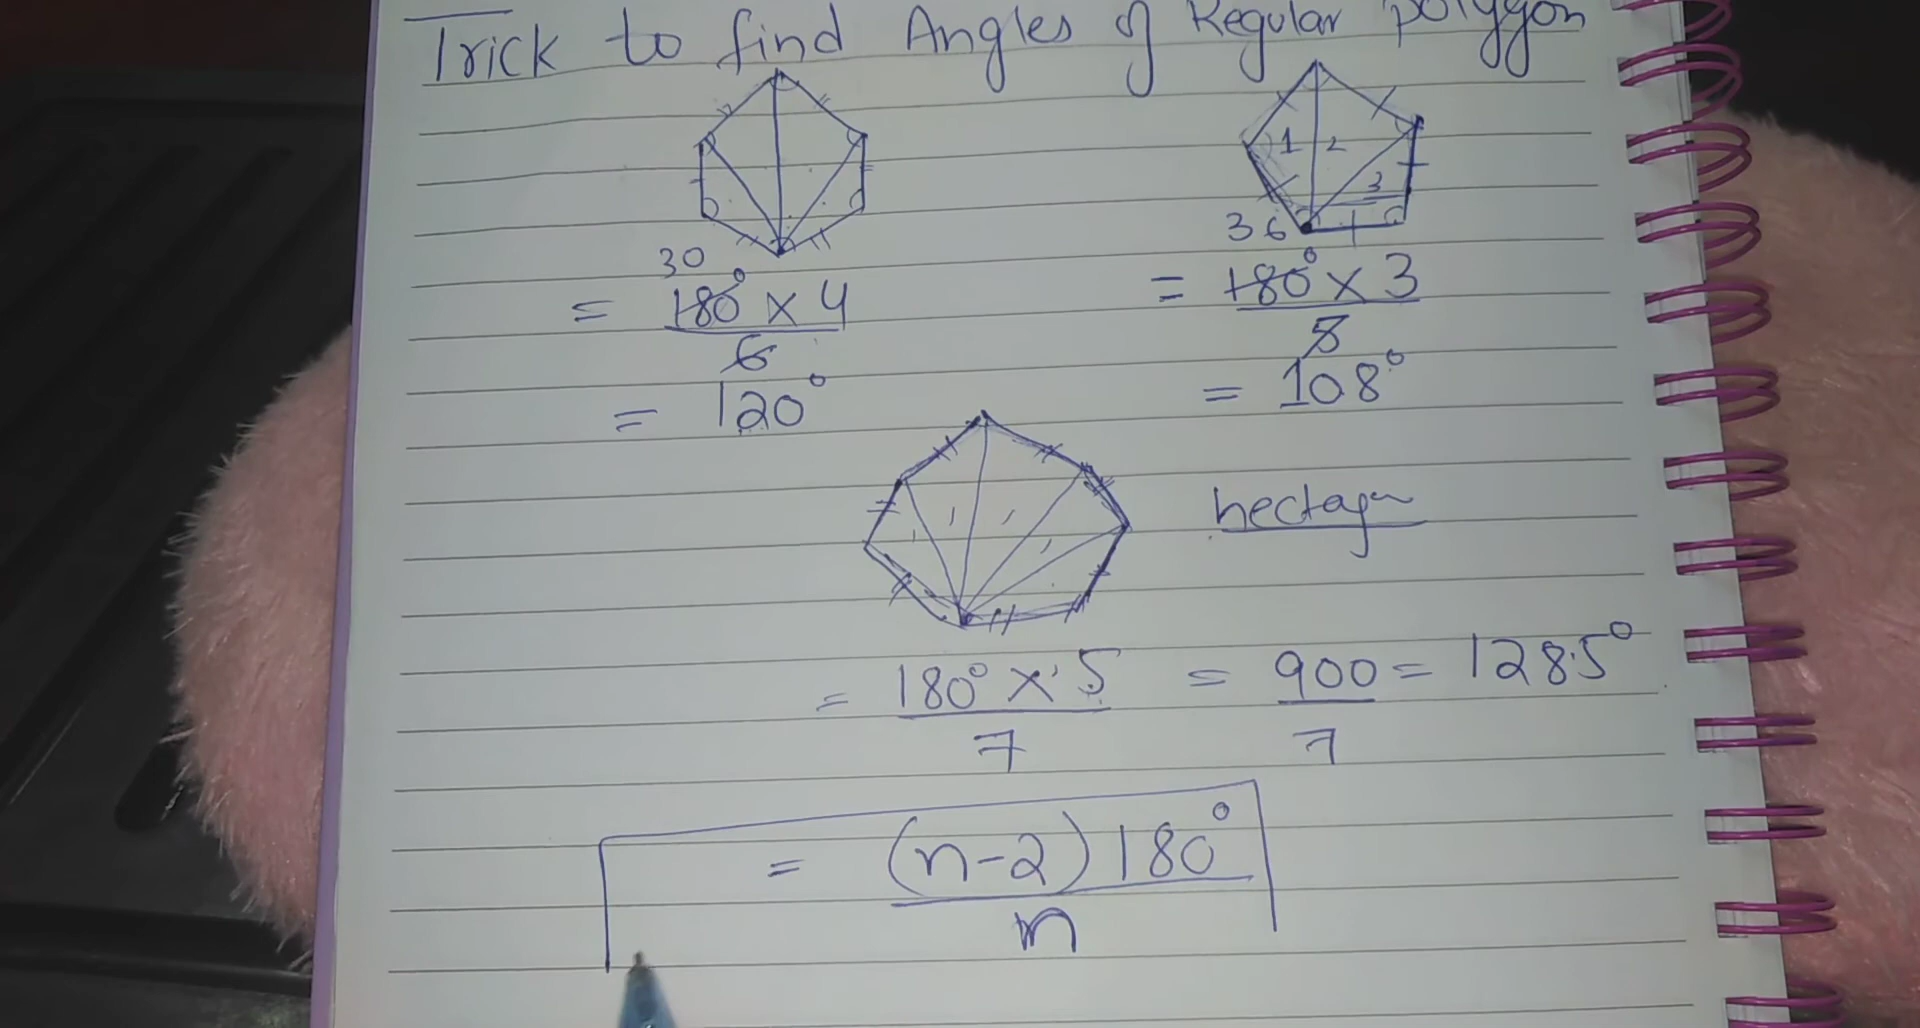 Trick to find Angles of Regular polygon
1 2
3
30
= 180° × 4
6
= 120°
36
= 180° × 3
5
= 108°
hectagon
= 180° × 5 = 900 = 128.5°
7 7
= (n-2) 180°
n